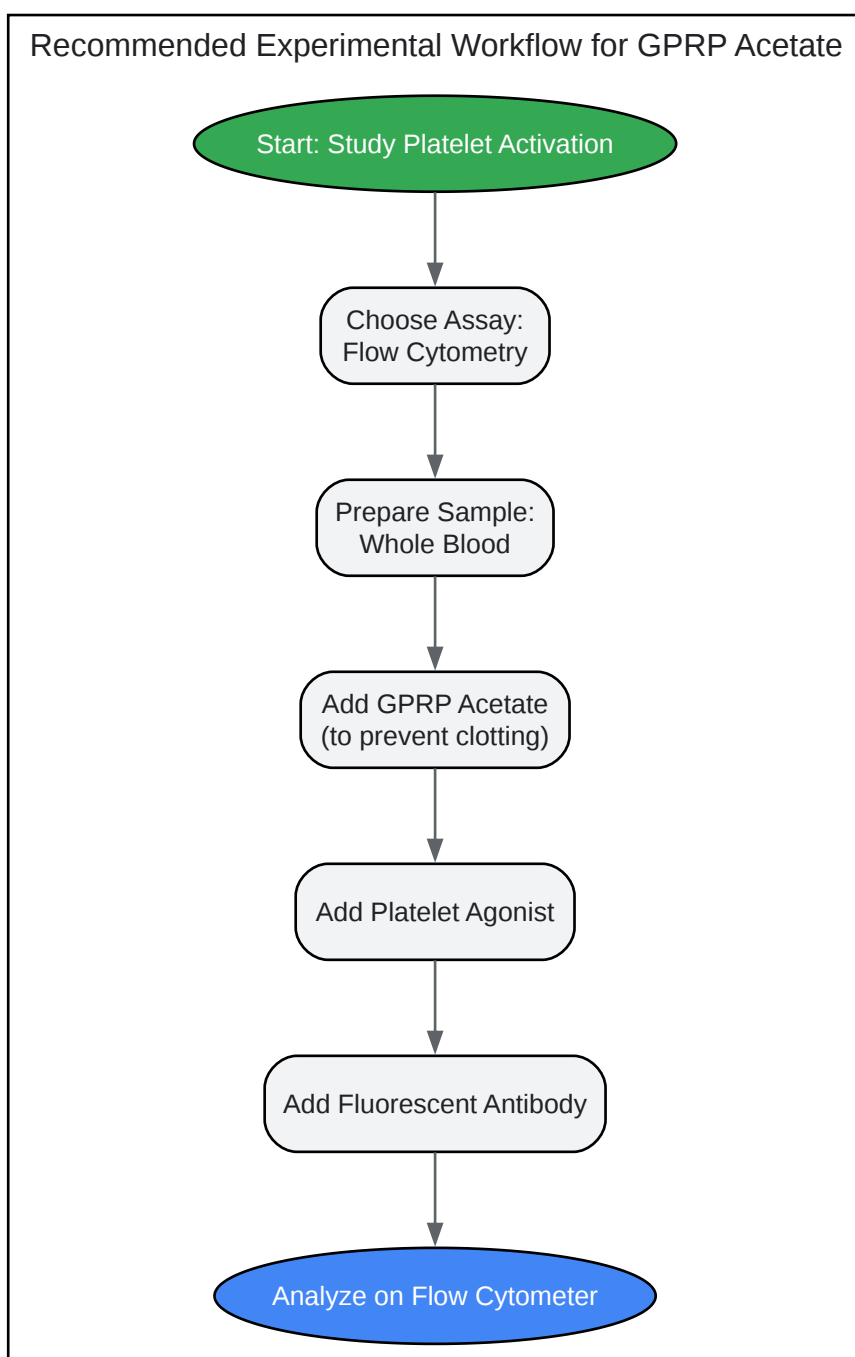 Recommended Experimental Workflow for GPRP Acetate
Start: Study Platelet Activation
Choose Assay:
Flow Cytometry
Prepare Sample:
Whole Blood
Add GPRP Acetate
(to prevent clotting)
Add Platelet Agonist
Add Fluorescent Antibody
Analyze on Flow Cytometer